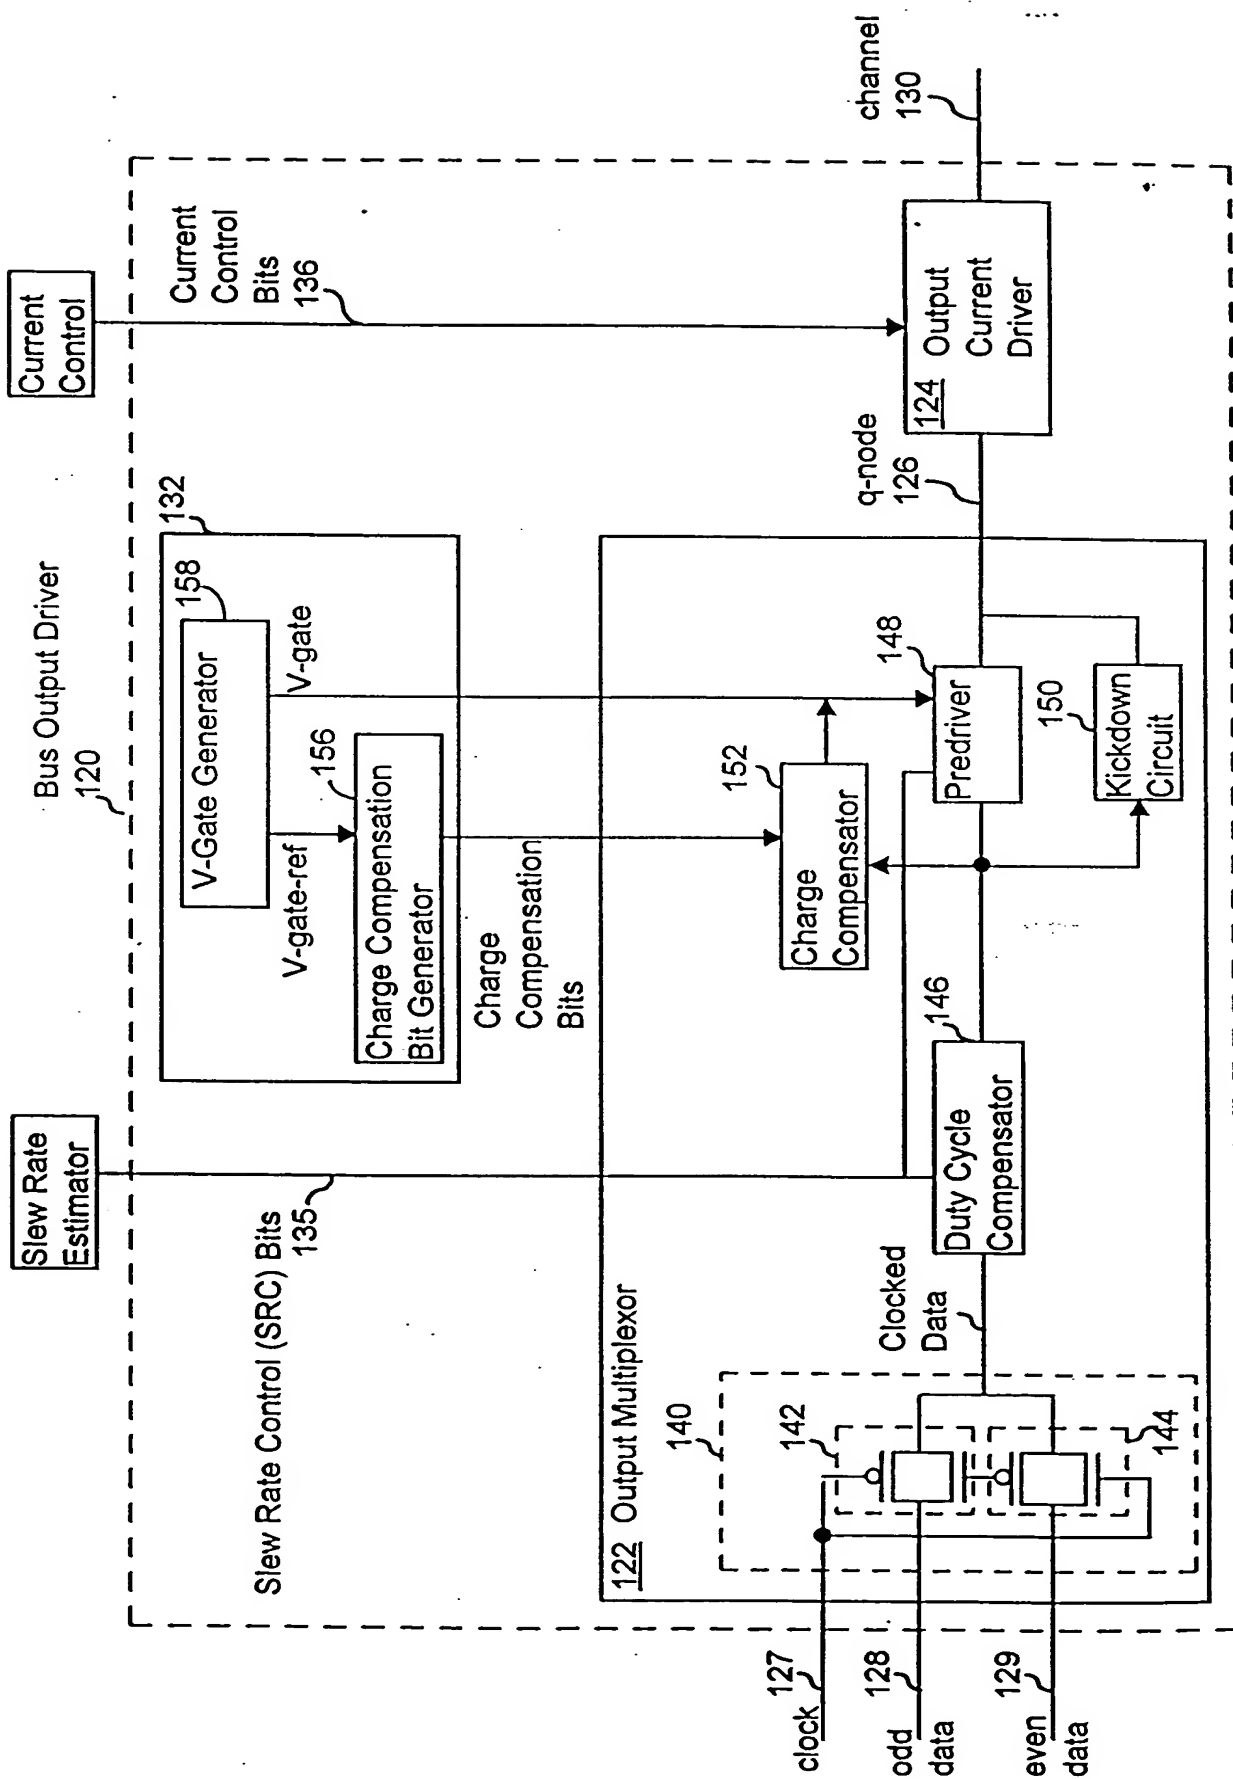 Bus Output Driver
120
Slew Rate
Estimator
Current
Control
Slew Rate Control (SRC) Bits
135
132
158
V-Gate Generator
V-gate-ref
V-gate
156
Charge Compensation
Bit Generator
Charge
Compensation
Bits
Current
Control
Bits
136
122 Output Multiplexor
140
142
144
clock
127
odd
data
128
even
data
129
Clocked
Data
146
Duty Cycle
Compensator
152
Charge
Compensator
148
Predriver
150
Kickdown
Circuit
q-node
126
124
Output
Current
Driver
channel
130